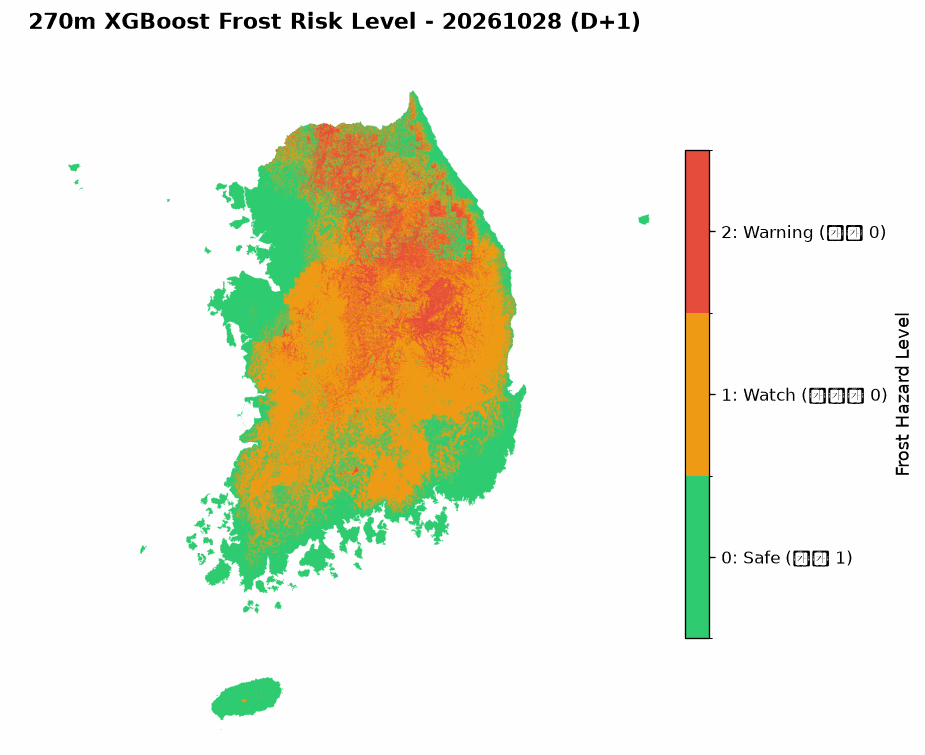 270m XGBoost Frost Risk Level - 20261028 (D+1)
2: Warning (□□ 0)
1: Watch (□□□ 0)
0: Safe (□□ 1)
Frost Hazard Level